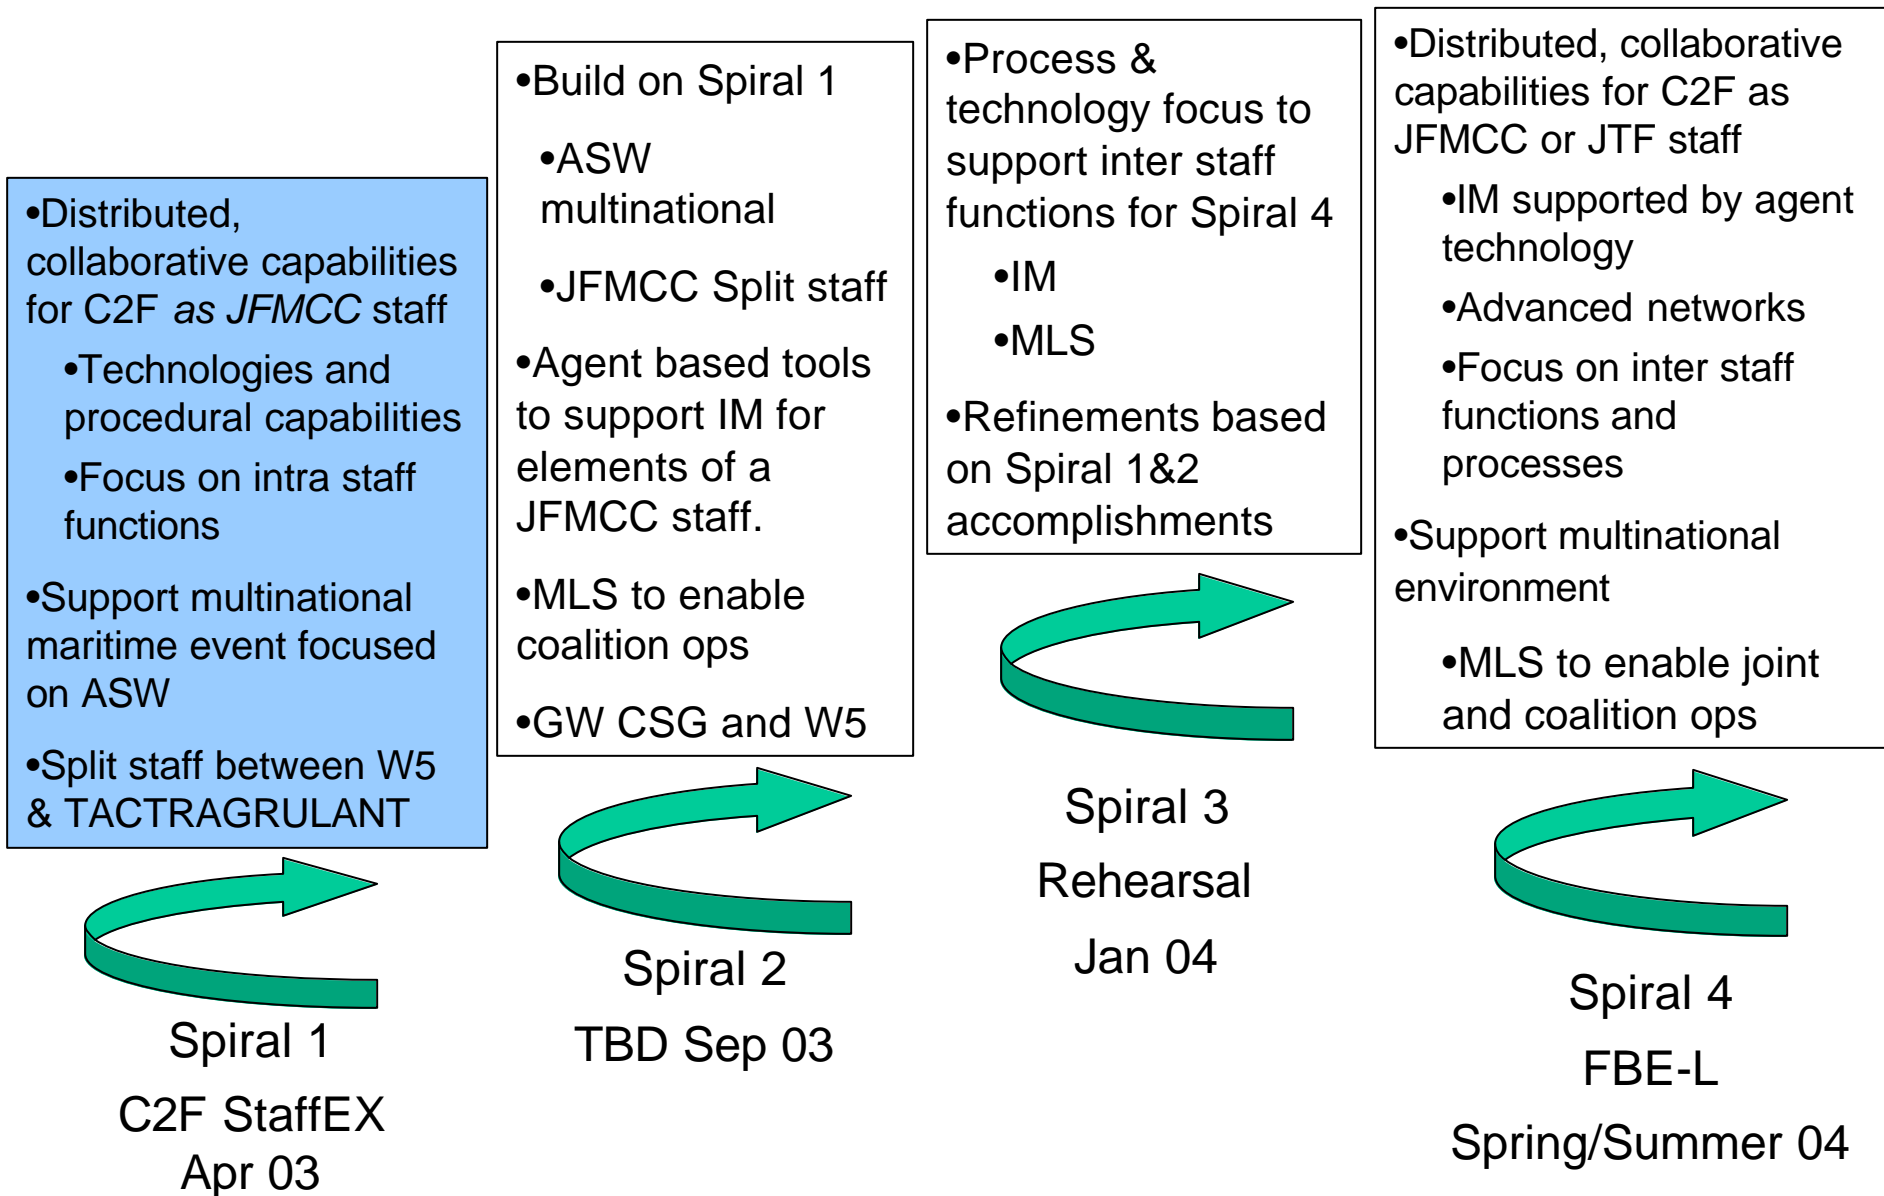 •Distributed,
collaborative capabilities
for C2F as JFMCC staff
•Technologies and
procedural capabilities
•Focus on intra staff
functions
•Support multinational
maritime event focused
on ASW
•Split staff between W5
& TACTRAGRULANT
Spiral 1
C2F StaffEX
Apr 03
•Build on Spiral 1
•ASW
multinational
•JFMCC Split staff
•Agent based tools
to support IM for
elements of a
JFMCC staff.
•MLS to enable
coalition ops
•GW CSG and W5
Spiral 2
TBD Sep 03
•Process &
technology focus to
support inter staff
functions for Spiral 4
•IM
•MLS
•Refinements based
on Spiral 1&2
accomplishments
Spiral 3
Rehearsal
Jan 04
•Distributed, collaborative
capabilities for C2F as
JFMCC or JTF staff
•IM supported by agent
technology
•Advanced networks
•Focus on inter staff
functions and
processes
•Support multinational
environment
•MLS to enable joint
and coalition ops
Spiral 4
FBE-L
Spring/Summer 04